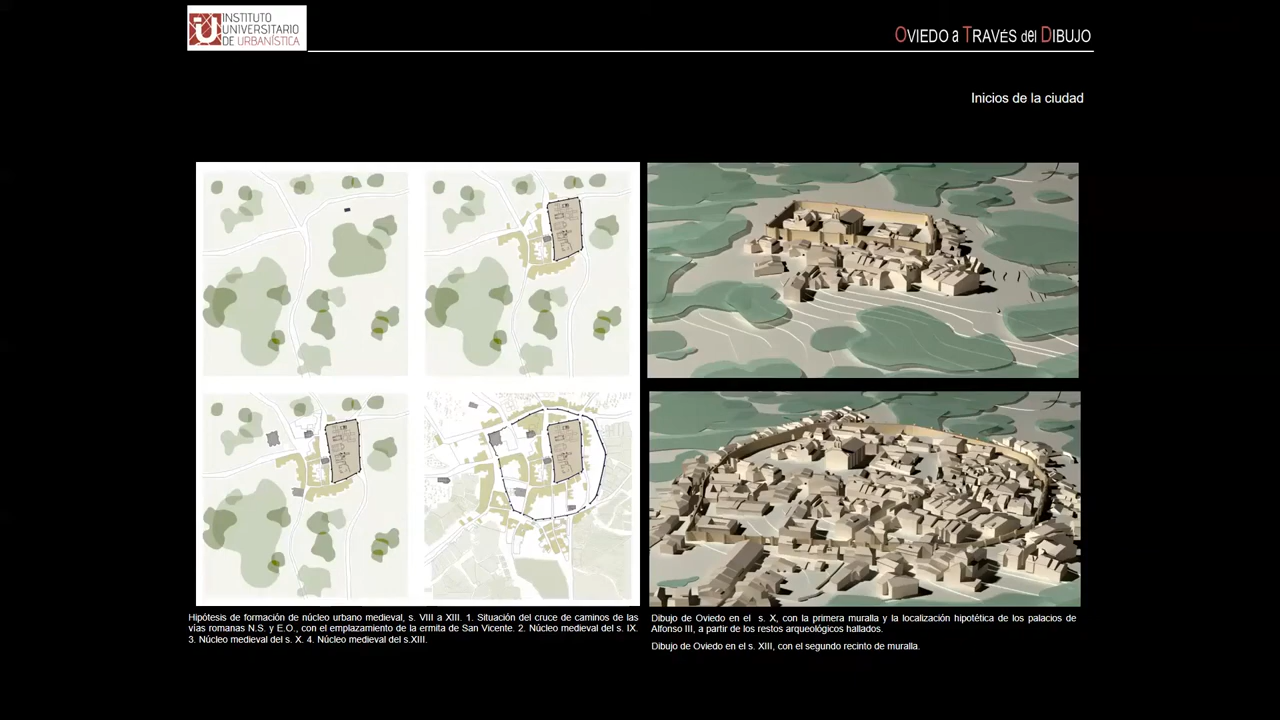 INSTITUTO
UNIVERSITARIO
DE URBANÍSTICA
OVIEDO a TRAVÉS del DIBUJO
Inicios de la ciudad
Hipótesis de formación de núcleo urbano medieval, s. VIII a XIII. 1. Situación del cruce de caminos de las
vías romanas N.S. y E.O., con el emplazamiento de la ermita de San Vicente. 2. Núcleo medieval del s. IX.
3. Núcleo medieval del s. X. 4. Núcleo medieval del s.XIII.
Dibujo de Oviedo en el s. X, con la primera muralla y la localización hipotética de los palacios de
Alfonso III, a partir de los restos arqueológicos hallados.
Dibujo de Oviedo en el s. XIII, con el segundo recinto de muralla.